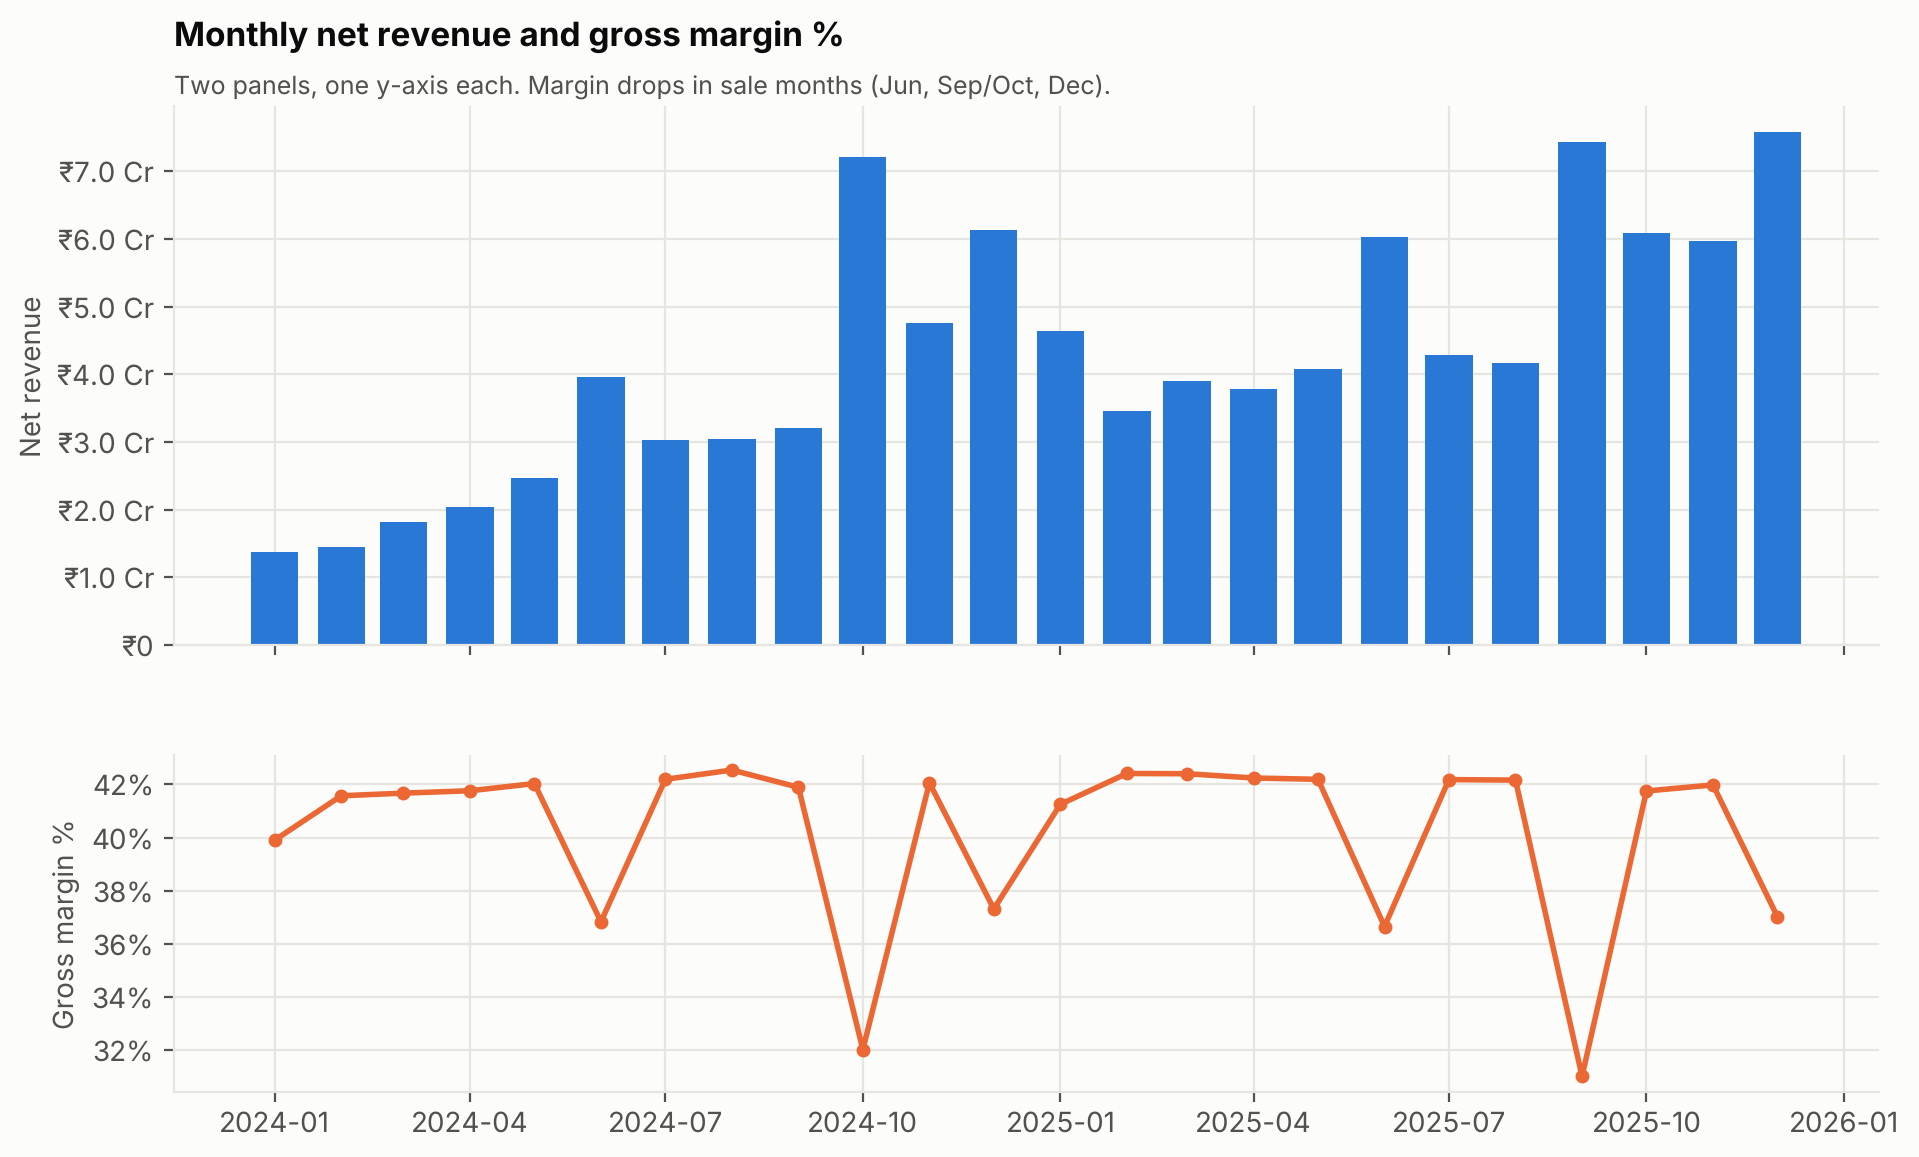 Monthly net revenue and gross margin %
Two panels, one y-axis each. Margin drops in sale months (Jun, Sep/Oct, Dec).
Net revenue
₹7.0 Cr
₹6.0 Cr
₹5.0 Cr
₹4.0 Cr
₹3.0 Cr
₹2.0 Cr
₹1.0 Cr
₹0
Gross margin %
42%
40%
38%
36%
34%
32%
2024-01 2024-04 2024-07 2024-10 2025-01 2025-04 2025-07 2025-10 2026-01